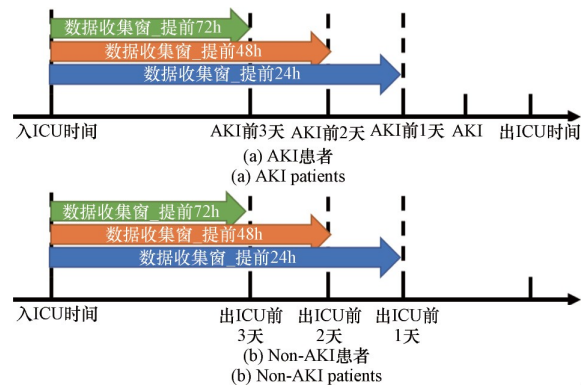 数据收集窗_提前72h
数据收集窗_提前48h
数据收集窗_提前24h
入ICU时间
AKI前3天
AKI前2天
AKI前1天
AKI
出ICU时间
(a) AKI患者
(a) AKI patients
数据收集窗_提前72h
数据收集窗_提前48h
数据收集窗_提前24h
入ICU时间
出ICU前
3天
出ICU前
2天
出ICU前
1天
(b) Non-AKI患者
(b) Non-AKI patients